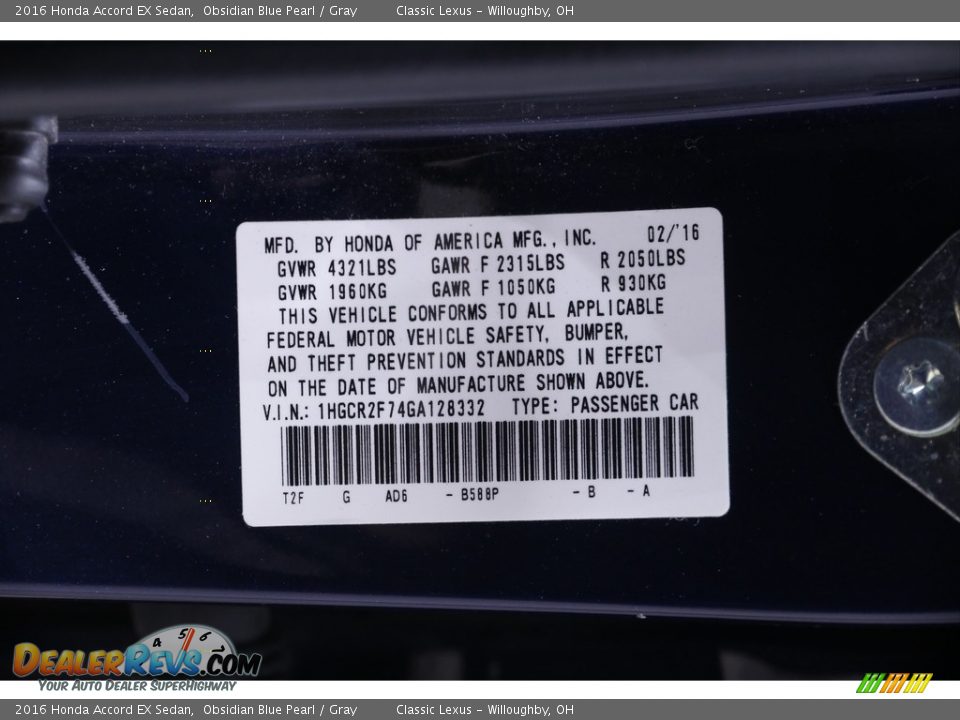 2016 Honda Accord EX Sedan,  Obsidian Blue Pearl / Gray        Classic Lexus - Willoughby, OH
MFD. BY HONDA OF AMERICA MFG., INC.    02/'16
GVWR 4321LBS    GAWR F 2315LBS    R 2050LBS
GVWR 1960KG    GAWR F 1050KG    R 930KG
THIS VEHICLE CONFORMS TO ALL APPLICABLE
FEDERAL MOTOR VEHICLE SAFETY, BUMPER,
AND THEFT PREVENTION STANDARDS IN EFFECT
ON THE DATE OF MANUFACTURE SHOWN ABOVE.
V.I.N.: 1HGCR2F74GA128332    TYPE: PASSENGER CAR
T2F    G    AD6    - B588P    - B    - A
4 5 6 7
DEALERREVS.COM
YOUR AUTO DEALER SUPERHIGHWAY
2016 Honda Accord EX Sedan,  Obsidian Blue Pearl / Gray        Classic Lexus - Willoughby, OH